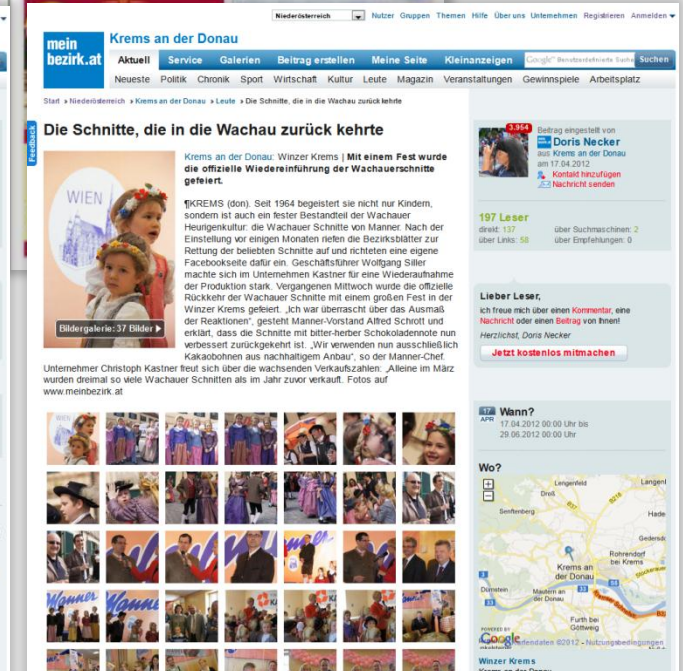 Niederösterreich Nutzer Gruppen Themen Hilfe Über uns Unternehmen Registrieren Anmelden
mein
bezirk.at
Krems an der Donau
Aktuell Service Galerien Beitrag erstellen Meine Seite Kleinanzeigen Google Benutzerdefinierte Suche Suchen
Neueste Politik Chronik Sport Wirtschaft Kultur Leute Magazin Veranstaltungen Gewinnspiele Arbeitsplatz
Start » Niederösterreich » Krems an der Donau » Leute » Die Schnitte, die in die Wachau zurück kehrte
Feedback
Die Schnitte, die in die Wachau zurück kehrte
WIEN
Bildergalerie: 37 Bilder
Krems an der Donau: Winzer Krems | Mit einem Fest wurde
die offizielle Wiedereinführung der Wachauerschnitte
gefeiert.
¶KREMS (don). Seit 1964 begeistert sie nicht nur Kindern,
sondern ist auch ein fester Bestandteil der Wachauer
Heurigenkultur: die Wachauer Schnitte von Manner. Nach der
Einstellung vor einigen Monaten riefen die Bezirksblätter zur
Rettung der beliebten Schnitte auf und richteten eine eigene
Facebookseite dafür ein. Geschäftsführer Wolfgang Siller
machte sich im Unternehmen Kastner für eine Wiederaufnahme
der Produktion stark. Vergangenen Mittwoch wurde die offizielle
Rückkehr der Wachauer Schnitte mit einem großen Fest in der
Winzer Krems gefeiert. „Ich war überrascht über das Ausmaß
der Reaktionen", gesteht Manner-Vorstand Alfred Schrott und
erklärt, dass die Schnitte mit bitter-herber Schokoladennote nun
verbessert zurückgekehrt ist. „Wir verwenden nun ausschließlich
Kakaobohnen aus nachhaltigem Anbau", so der Manner-Chef.
Unternehmer Christoph Kastner freut sich über die wachsenden Verkaufszahlen: „Alleine im März
wurden dreimal so viele Wachauer Schnitten als im Jahr zuvor verkauft. Fotos auf
www.meinbezirk.at
Manner
3.954
Beitrag eingestellt von
Doris Necker
aus Krems an der Donau
am 17.04.2012
Kontakt hinzufügen
Nachricht senden
197 Leser
direkt: 137 über Suchmaschinen: 2
über Links: 58 über Empfehlungen: 0
Lieber Leser,
ich freue mich über einen Kommentar, eine
Nachricht oder einen Beitrag von Ihnen!
Herzlichst, Doris Necker
Jetzt kostenlos mitmachen
17
APR
Wann?
17.04.2012 00:00 Uhr bis
29.06.2012 00:00 Uhr
Wo?
Lengenfeld
Droß
Senftenberg
Rohrendorf
bei Krems
Krems an
der Donau
Mautern an
der Donau
Furth bei
Göttweig
POWERED BY
Google
Kartendaten ©2012 - Nutzungsbedingungen
Winzer Krems